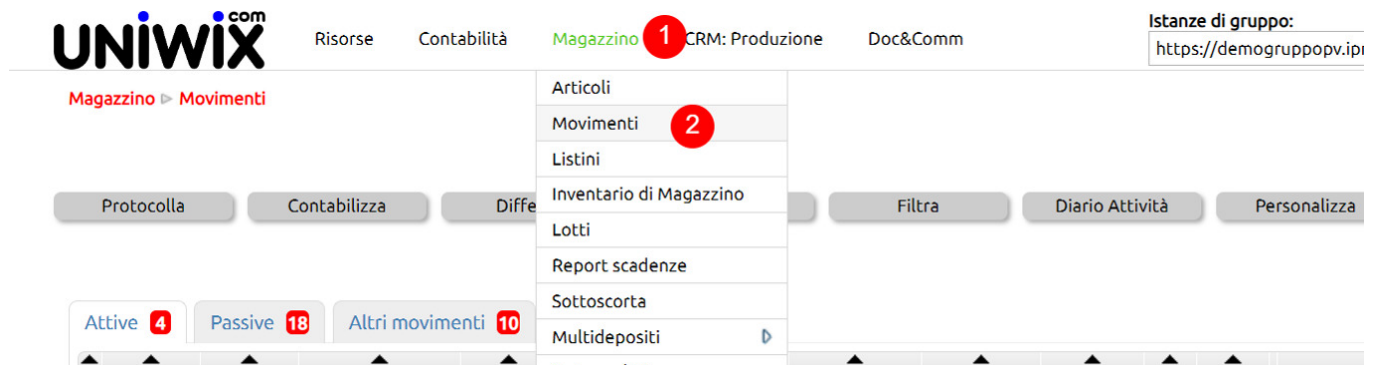 UNiWiX.com
Risorse Contabilità Magazzino 1 CRM: Produzione Doc&Comm
Istanze di gruppo:
https://demogruppopv.ipr
Magazzino ▷ Movimenti
Articoli
Movimenti 2
Listini
Inventario di Magazzino
Lotti
Report scadenze
Sottoscorta
Multidepositi
Protocolla Contabilizza Diffe Filtra Diario Attività Personalizza
Attive 4 Passive 18 Altri movimenti 10